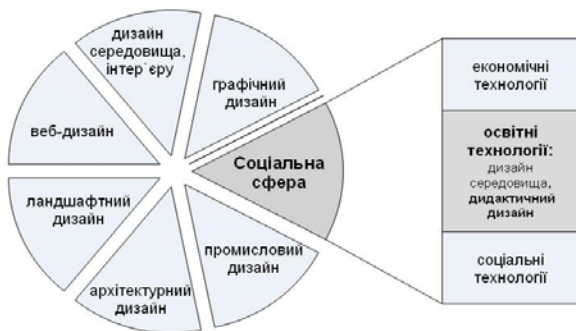 дизайн
середовища,
інтер`єру
графічний
дизайн
веб-дизайн
Соціальна
сфера
ландшафтний
дизайн
промисловий
дизайн
архітектурний
дизайн
економічні
технології
освітні
технології:
дизайн
середовища,
дидактичний
дизайн
соціальні
технології